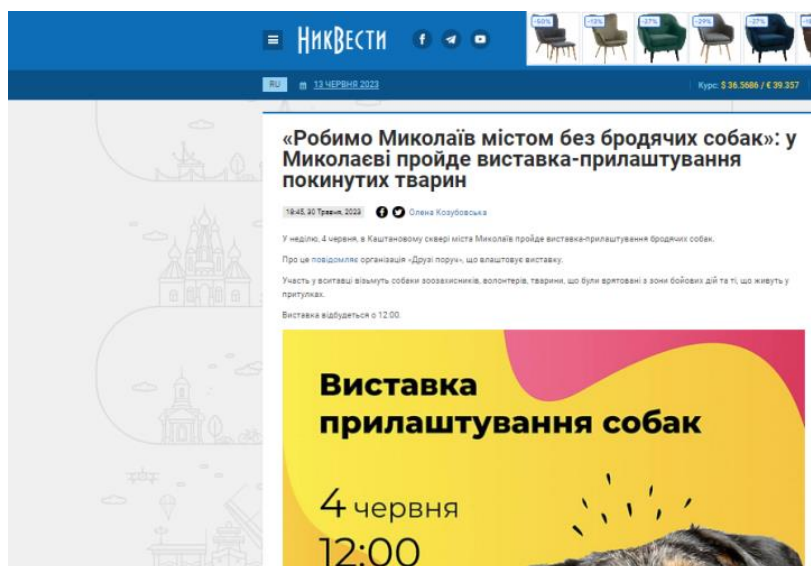 НикВести
-50%
-13%
-37%
-29%
-37%
RU
13 ЧЕРВНЯ 2023
Курс: $ 36.5686 / € 39.357
«Робимо Миколаїв містом без бродячих собак»: у
Миколаєві пройде виставка-прилаштування
покинутих тварин
18:45, 30 Травня, 2023
Олена Козубовська
У неділю, 4 червня, в Каштановому сквері міста Миколаїв пройде виставка-прилаштування бродячих собак.
Про це повідомляє організація «Друзі поруч», що влаштовує виставку.
Участь у вситавці візьмуть собаки зоозахисників, волонтерів, тварини, що були врятовані з зони бойових дій та ті, що живуть у
притулках.
Виставка відбудеться о 12:00.
Виставка
прилаштування собак
4 червня
12:00